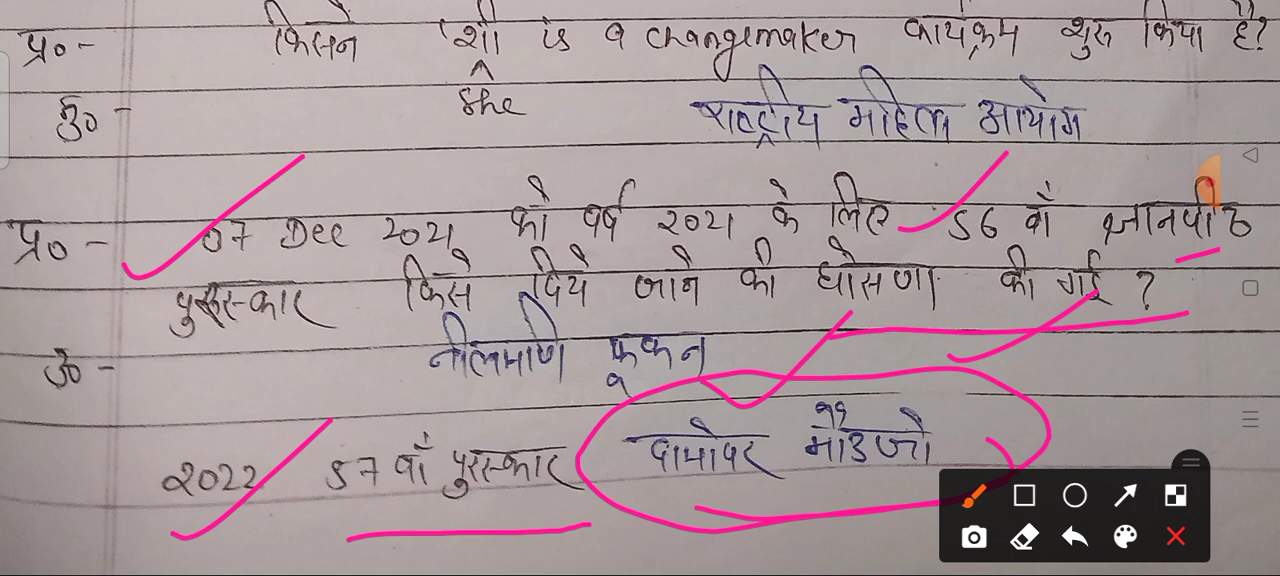 प्र० - किसने 'शी is a changemaker कार्यक्रम शुरू किया है?
She
उ० - राष्ट्रीय महिला आयोग
प्र० - 07 Dec 2021 को वर्ष 2021 के लिए 56 वाँ ज्ञानपीठ
पुरस्कार किसे दिये जाने की घोसणा की गई ?
उ० - नीलमणि फूकन
2022 57 वाँ पुरस्कार दामोदर मौउजो